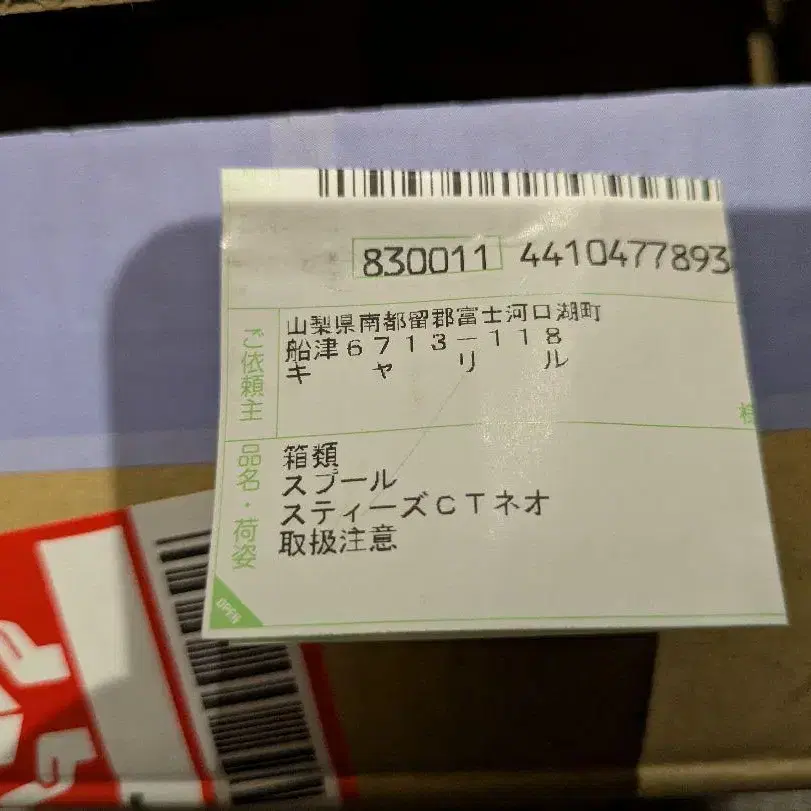 830011 4410477893
ご依頼主
山梨県南都留郡富士河口湖町
船津6713-118
キャリル
様
品名・荷姿
箱類
スプール
スティーズCTネオ
取扱注意
OPEN